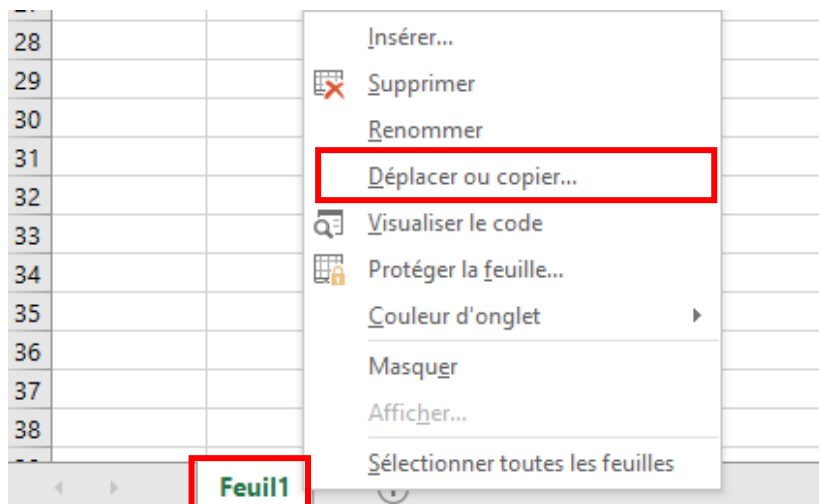 28
Insérer...
29
Supprimer
30
Renommer
31
Déplacer ou copier...
32
33
Visualiser le code
34
Protéger la feuille...
35
Couleur d'onglet
36
Masquer
37
Afficher...
38
Sélectionner toutes les feuilles
Feuil1